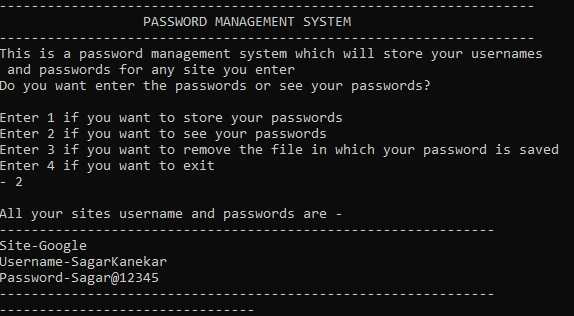 -------------------------------------------------------------------
PASSWORD MANAGEMENT SYSTEM
-------------------------------------------------------------------
This is a password management system which will store your usernames
 and passwords for any site you enter
Do you want enter the passwords or see your passwords?
Enter 1 if you want to store your passwords
Enter 2 if you want to see your passwords
Enter 3 if you want to remove the file in which your password is saved
Enter 4 if you want to exit
- 2
All your sites username and passwords are -
--------------------------------------------------------------
Site-Google
Username-SagarKanekar
Password-Sagar@12345
--------------------------------------------------------------
--------------------------------